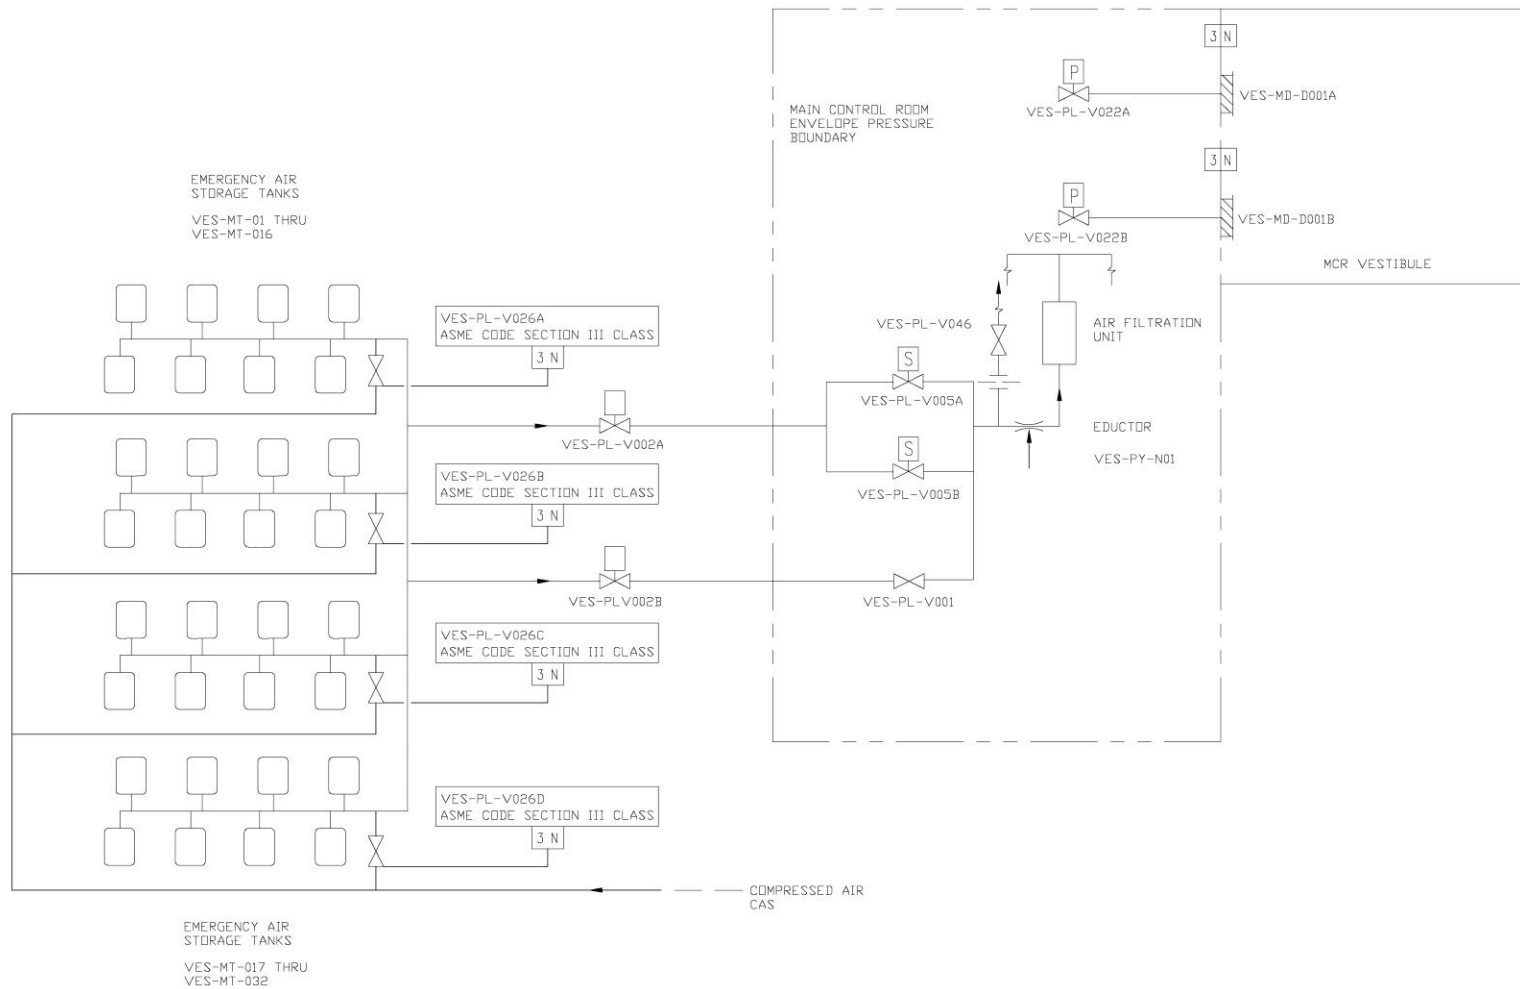 3 N
P
VES-MD-D001A
MAIN CONTROL ROOM
ENVELOPE PRESSURE
BOUNDARY
VES-PL-V022A
3 N
EMERGENCY AIR
STORAGE TANKS
VES-MT-01 THRU
VES-MT-016
P
VES-MD-D001B
VES-PL-V022B
MCR VESTIBULE
VES-PL-V026A
ASME CODE SECTION III CLASS
3 N
VES-PL-V046
AIR FILTRATION
UNIT
S
VES-PL-V005A
VES-PL-V002A
EDUCTOR
VES-PY-N01
S
VES-PL-V005B
VES-PL-V026B
ASME CODE SECTION III CLASS
3 N
VES-PLV002B
VES-PL-V001
VES-PL-V026C
ASME CODE SECTION III CLASS
3 N
VES-PL-V026D
ASME CODE SECTION III CLASS
3 N
COMPRESSED AIR
CAS
EMERGENCY AIR
STORAGE TANKS
VES-MT-017 THRU
VES-MT-032